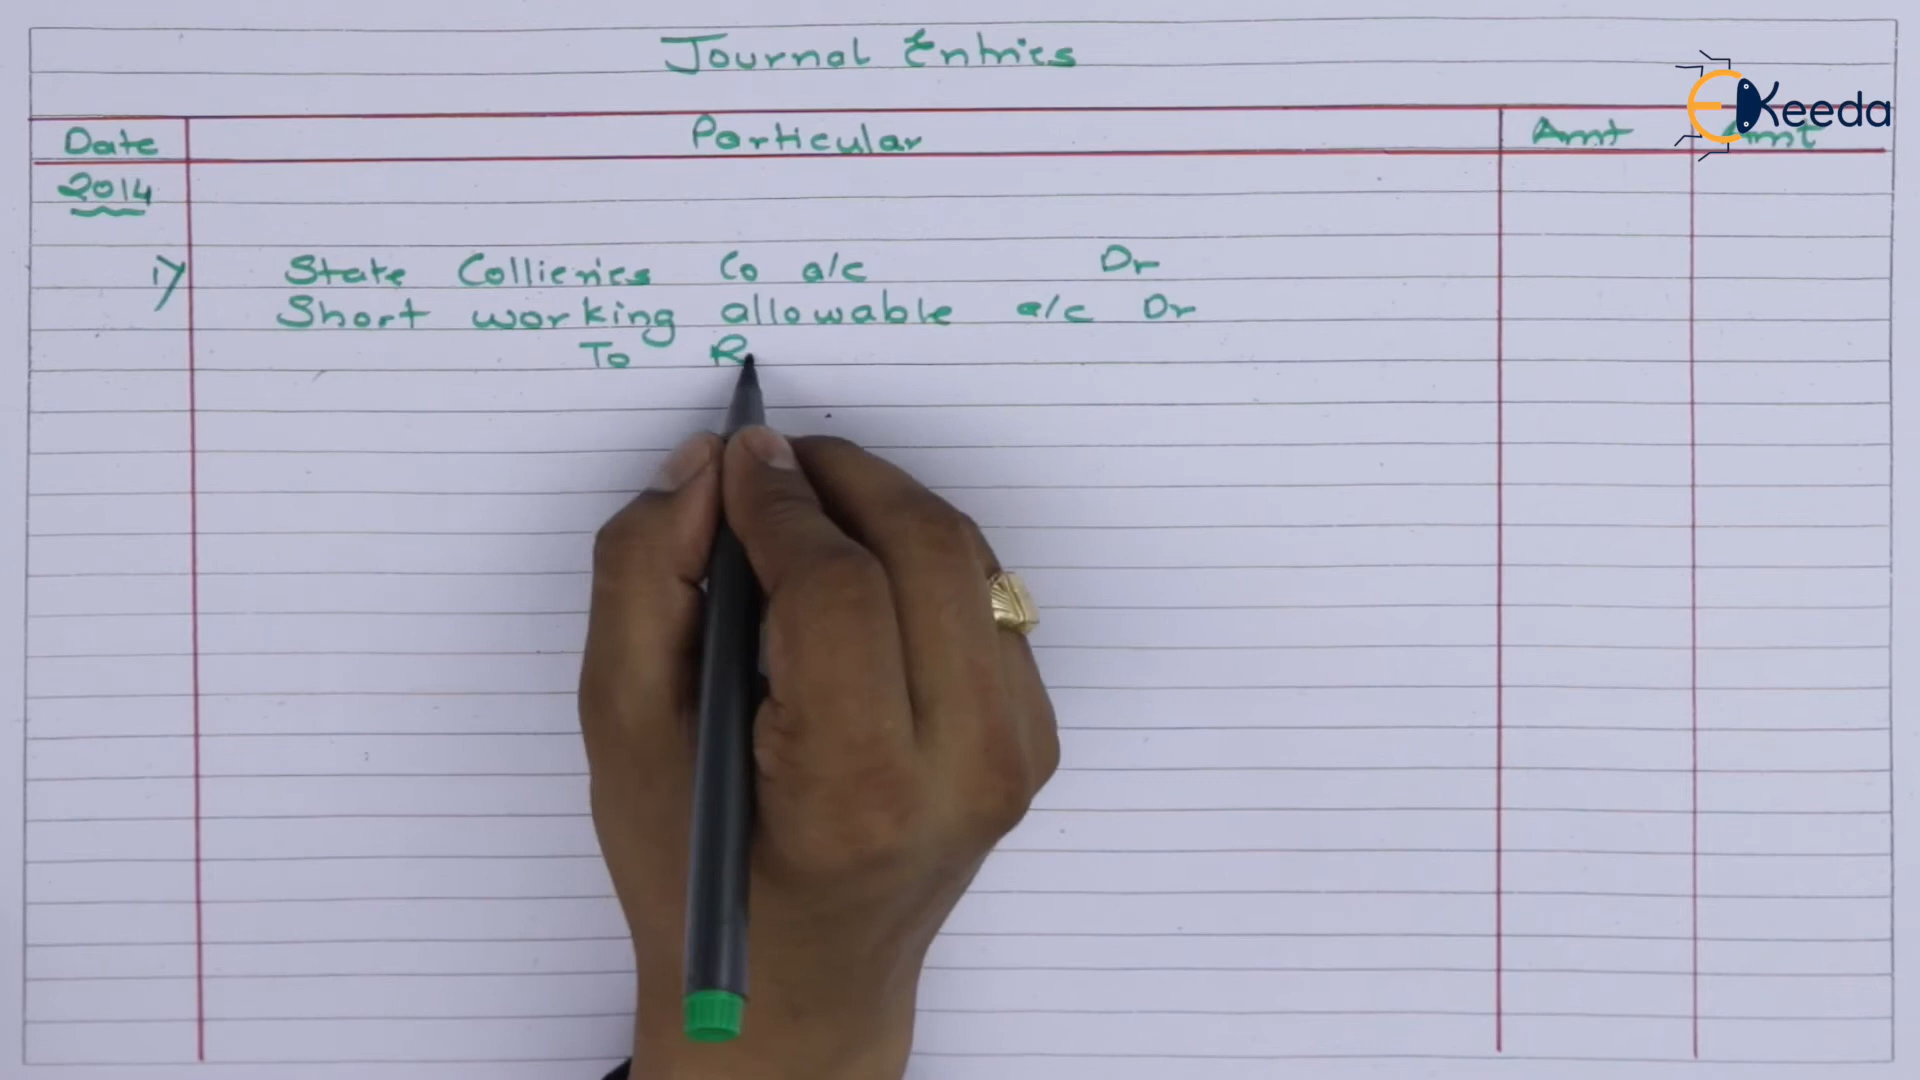 Journal Entries
EKeeda
Date Particular Amt Amt
2014
1) State Collieries Co a/c Dr
Short working allowable a/c Dr
To R